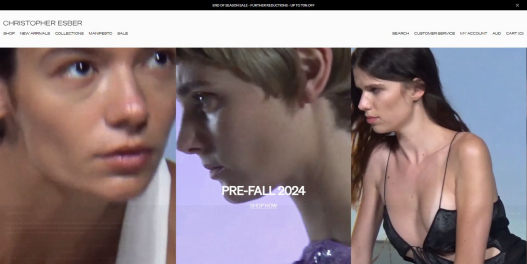 END OF SEASON SALE - FURTHER REDUCTIONS - UP TO 70% OFF
CHRISTOPHER ESBER
SHOP NEW ARRIVALS COLLECTIONS MANIFESTO SALE
SEARCH CUSTOMER SERVICE MY ACCOUNT AUD CART (0)
PRE-FALL 2024
SHOP NOW